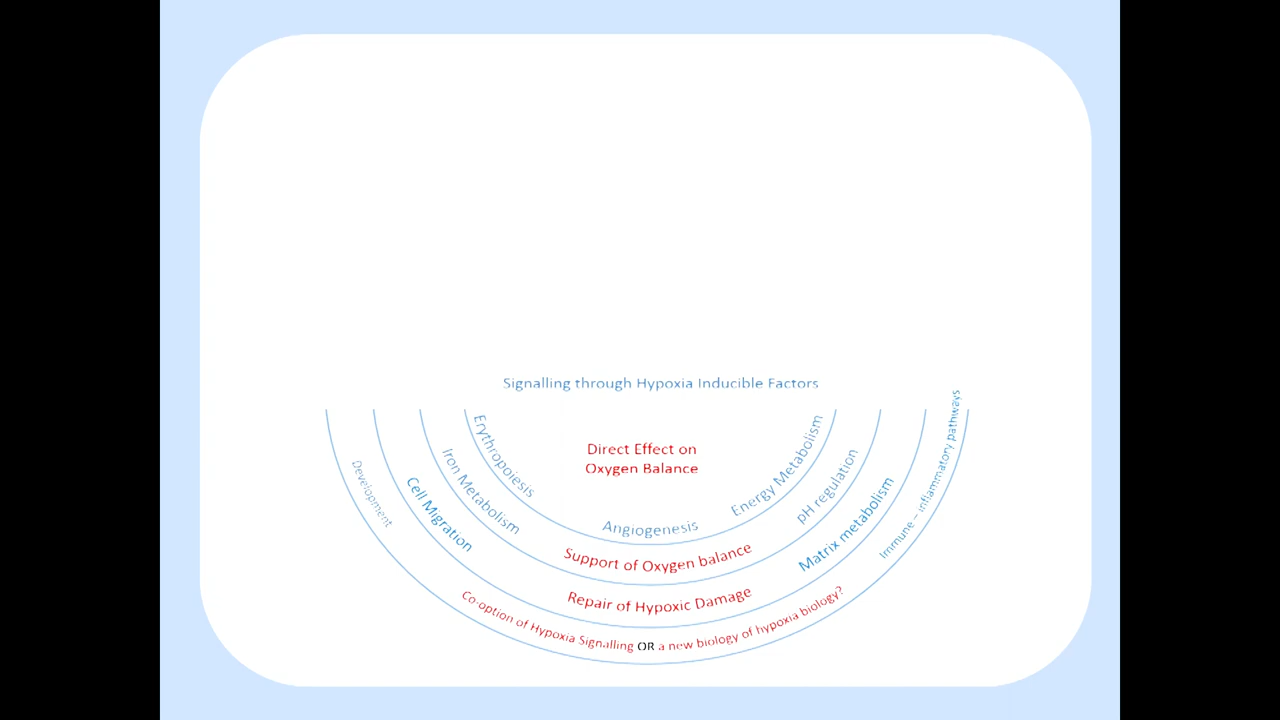 Signalling through Hypoxia Inducible Factors
Direct Effect on
Oxygen Balance
Erythropoiesis
Angiogenesis
Energy Metabolism
Iron Metabolism
Support of Oxygen balance
pH regulation
Cell Migration
Repair of Hypoxic Damage
Matrix metabolism
Development
Co-option of Hypoxia Signalling OR a new biology of hypoxia biology?
Immune – inflammatory pathways